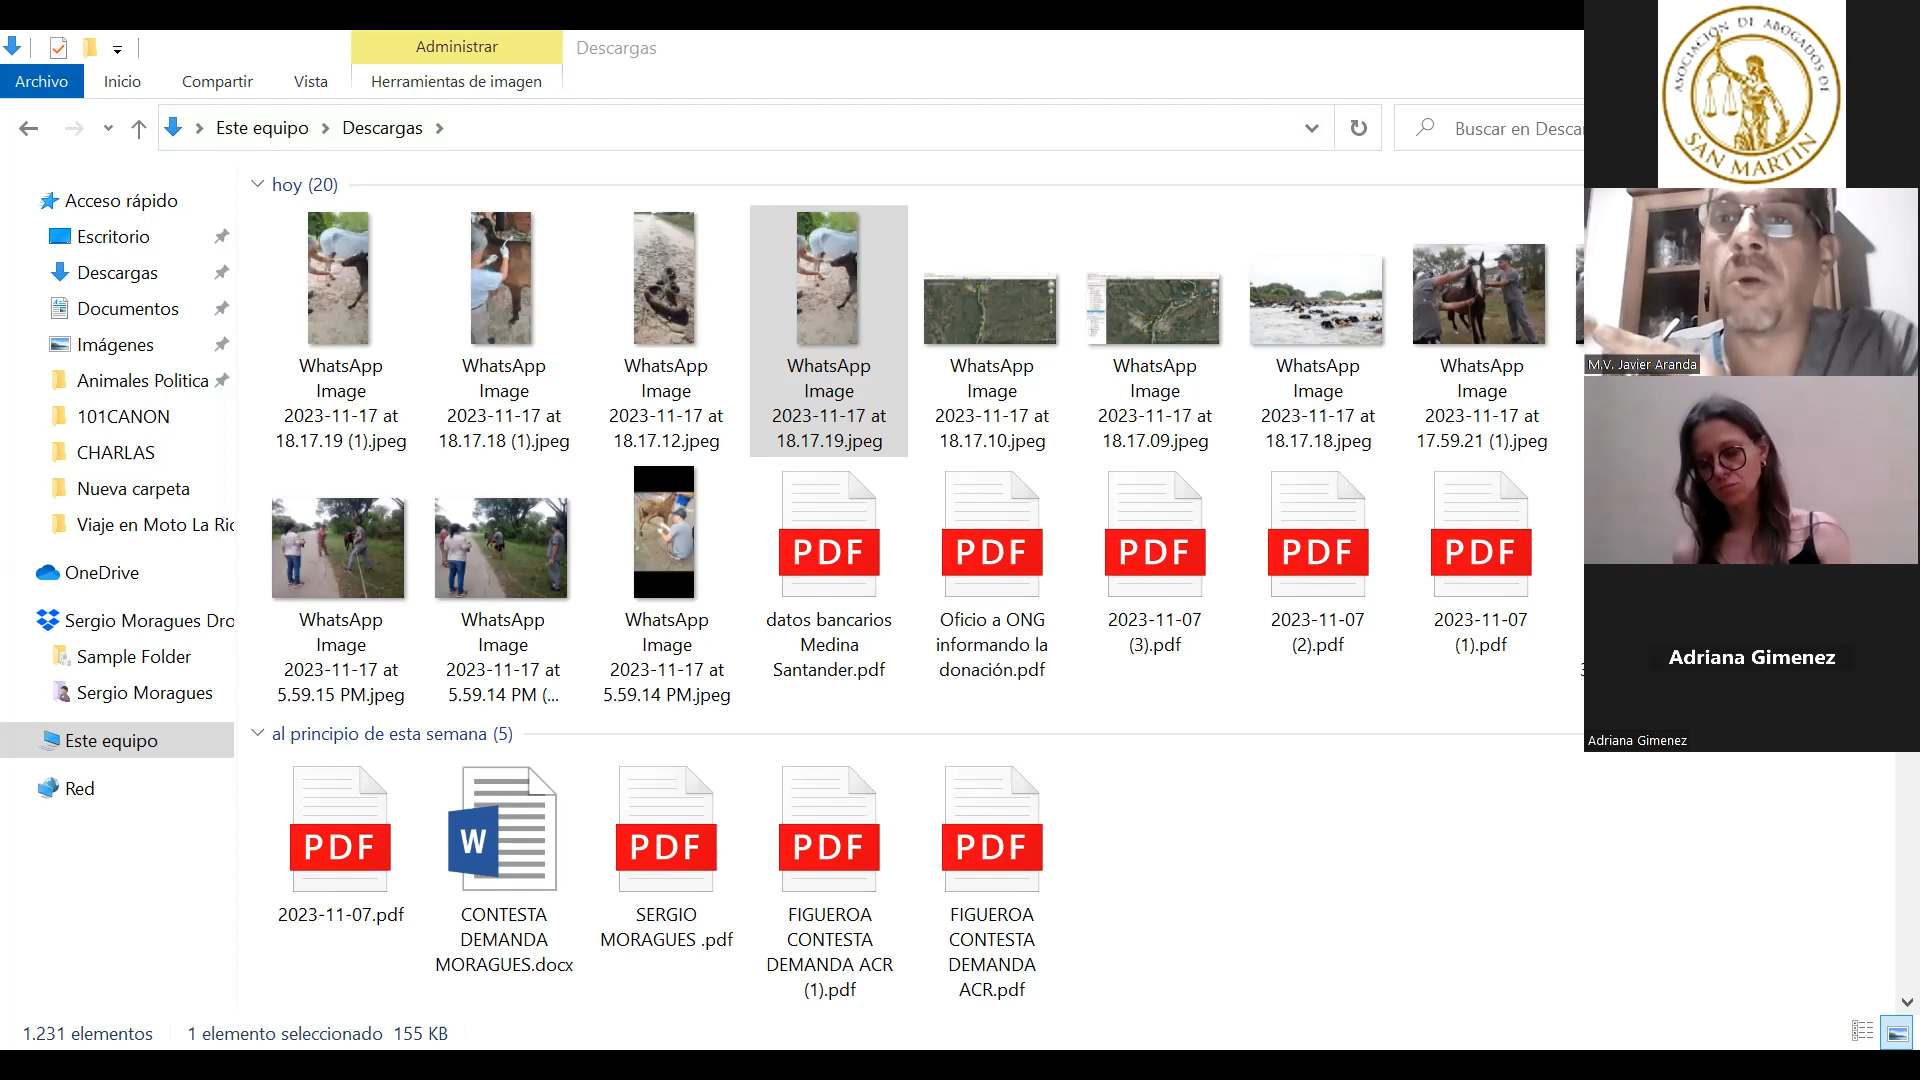 Administrar
Descargas
Archivo
Inicio
Compartir
Vista
Herramientas de imagen
Este equipo
Descargas
Buscar en Desca
Acceso rápido
Escritorio
Descargas
Documentos
Imágenes
Animales Politica
101CANON
CHARLAS
Nueva carpeta
Viaje en Moto La Rio
OneDrive
Sergio Moragues Dro
Sample Folder
Sergio Moragues
Este equipo
Red
hoy (20)
WhatsApp
Image
2023-11-17 at
18.17.19 (1).jpeg
WhatsApp
Image
2023-11-17 at
18.17.18 (1).jpeg
WhatsApp
Image
2023-11-17 at
18.17.12.jpeg
WhatsApp
Image
2023-11-17 at
18.17.19.jpeg
WhatsApp
Image
2023-11-17 at
18.17.10.jpeg
WhatsApp
Image
2023-11-17 at
18.17.09.jpeg
WhatsApp
Image
2023-11-17 at
18.17.18.jpeg
WhatsApp
Image
2023-11-17 at
17.59.21 (1).jpeg
WhatsApp
Image
2023-11-17 at
5.59.15 PM.jpeg
WhatsApp
Image
2023-11-17 at
5.59.14 PM (...
WhatsApp
Image
2023-11-17 at
5.59.14 PM.jpeg
PDF
datos bancarios
Medina
Santander.pdf
PDF
Oficio a ONG
informando la
donación.pdf
PDF
2023-11-07
(3).pdf
PDF
2023-11-07
(2).pdf
PDF
2023-11-07
(1).pdf
al principio de esta semana (5)
PDF
2023-11-07.pdf
W
CONTESTA
DEMANDA
MORAGUES.docx
PDF
SERGIO
MORAGUES .pdf
PDF
FIGUEROA
CONTESTA
DEMANDA ACR
(1).pdf
PDF
FIGUEROA
CONTESTA
DEMANDA
ACR.pdf
1.231 elementos
1 elemento seleccionado 155 KB
ASOCIACION DE ABOGADOS DE
SAN MARTIN
M.V. Javier Aranda
Adriana Gimenez
Adriana Gimenez